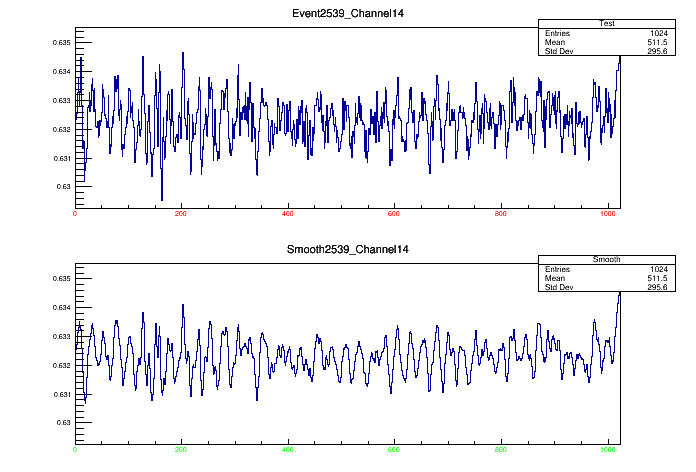 Event2539_Channel14
Test
Entries 1024
Mean 511.5
Std Dev 295.6
0.635
0.634
0.633
0.632
0.631
0.63
0 200 400 600 800 1000
Smooth2539_Channel14
Smooth
Entries 1024
Mean 511.5
Std Dev 295.6
0.635
0.634
0.633
0.632
0.631
0.63
0 200 400 600 800 1000